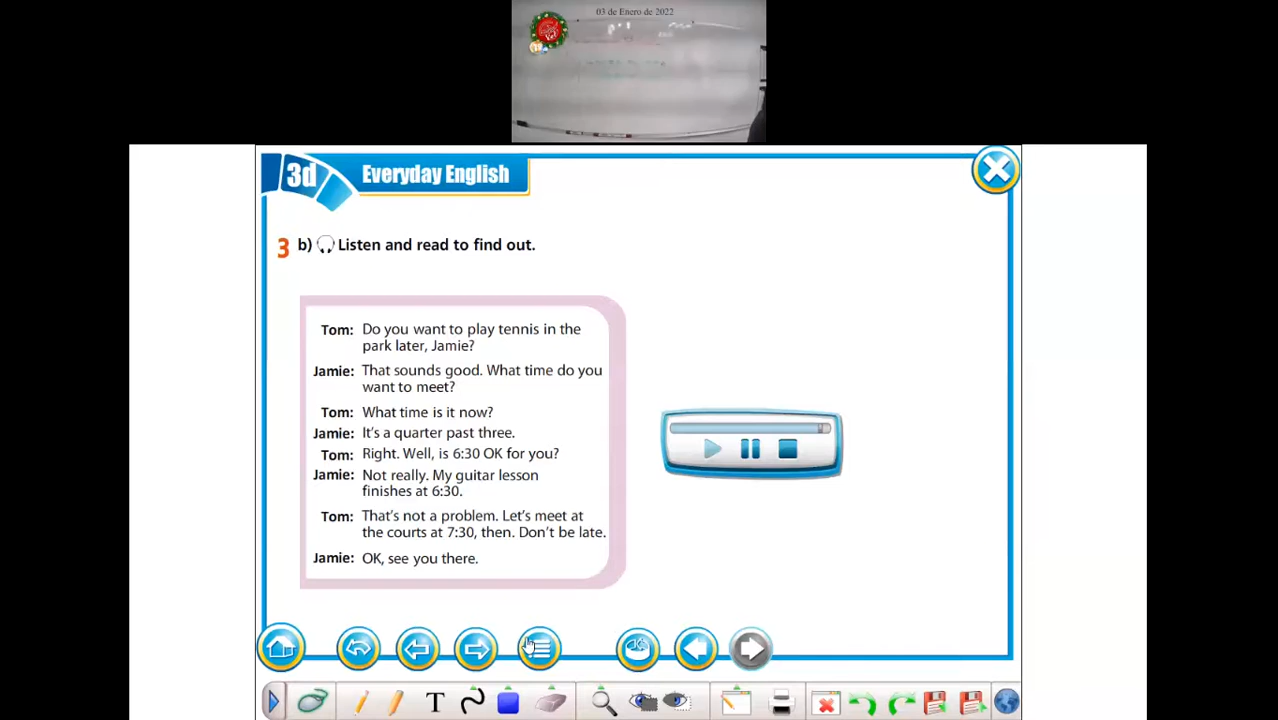 03 de Enero de 2022
3d
Everyday English
3 b) Listen and read to find out.
Tom: Do you want to play tennis in the
park later, Jamie?
Jamie: That sounds good. What time do you
want to meet?
Tom: What time is it now?
Jamie: It's a quarter past three.
Tom: Right. Well, is 6:30 OK for you?
Jamie: Not really. My guitar lesson
finishes at 6:30.
Tom: That's not a problem. Let's meet at
the courts at 7:30, then. Don't be late.
Jamie: OK, see you there.
T